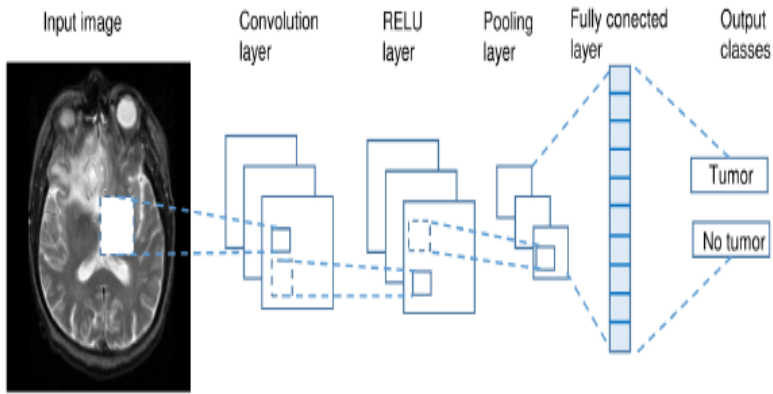 Input image
Convolution
layer
RELU
layer
Pooling
layer
Fully conected
layer
Output
classes
Tumor
No tumor